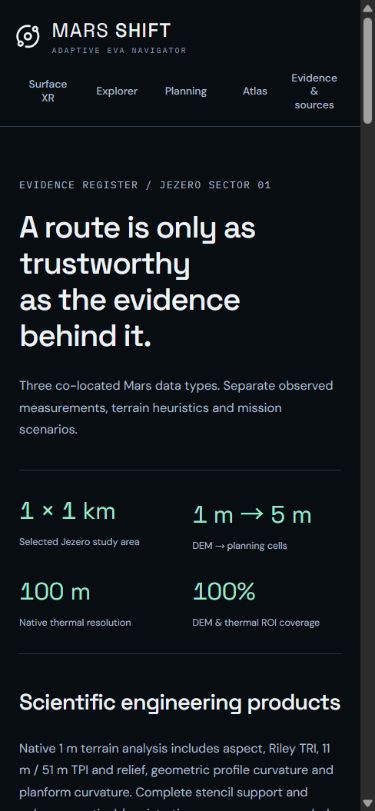 MARS SHIFT
ADAPTIVE EVA NAVIGATOR
Surface
XR
Explorer
Planning
Atlas
Evidence
&
sources
EVIDENCE REGISTER / JEZERO SECTOR 01
A route is only as
trustworthy
as the evidence
behind it.
Three co-located Mars data types. Separate observed
measurements, terrain heuristics and mission
scenarios.
1 × 1 km
Selected Jezero study area
1 m → 5 m
DEM → planning cells
100 m
Native thermal resolution
100%
DEM & thermal ROI coverage
Scientific engineering products
Native 1 m terrain analysis includes aspect, Riley TRI, 11
m / 51 m TPI and relief, geometric profile curvature and
planform curvature. Complete stencil support and